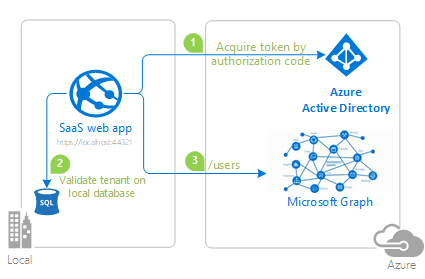 1
Acquire token by
authorization code
Azure
Active Directory
SaaS web app
https://localhost:44321
2
Validate tenant on
local database
SQL
3
/users
Microsoft Graph
Local
Azure